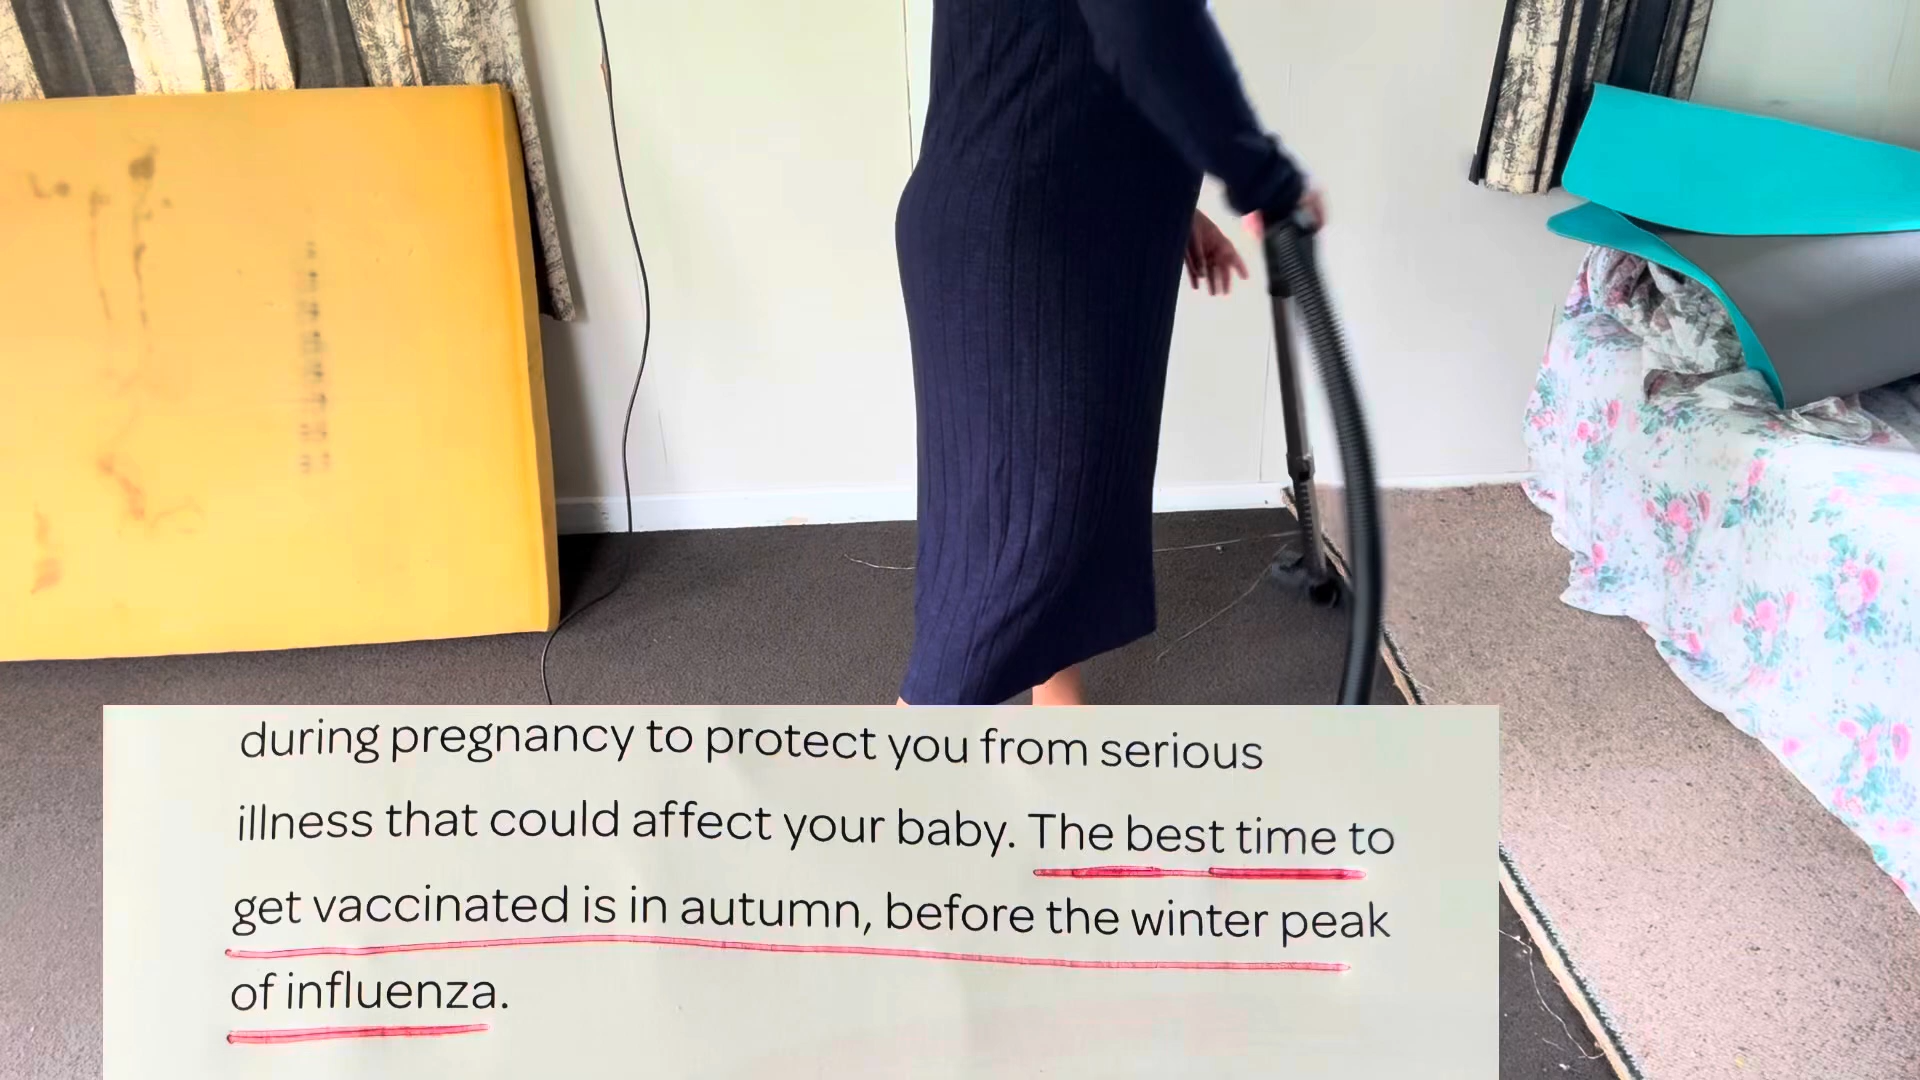 during pregnancy to protect you from serious
illness that could affect your baby. The best time to
get vaccinated is in autumn, before the winter peak
of influenza.